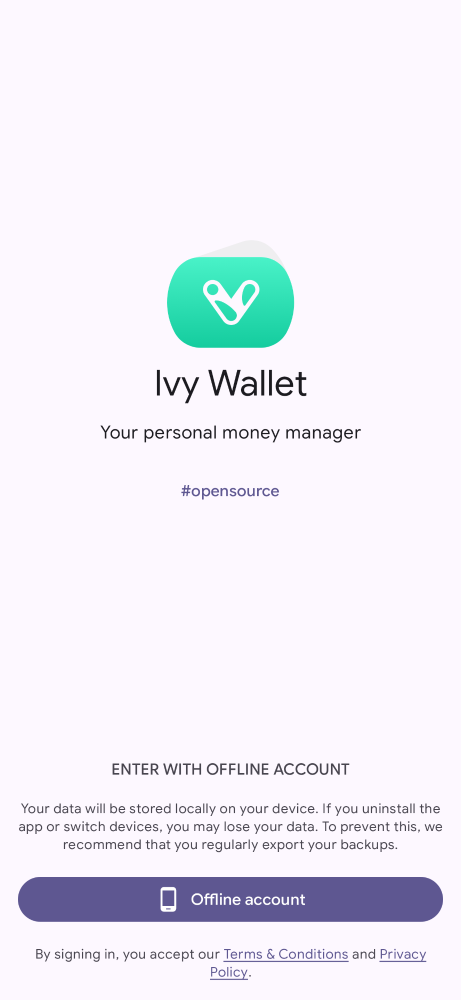 Ivy Wallet
Your personal money manager
#opensource
ENTER WITH OFFLINE ACCOUNT
Your data will be stored locally on your device. If you uninstall the
app or switch devices, you may lose your data. To prevent this, we
recommend that you regularly export your backups.
Offline account
By signing in, you accept our Terms & Conditions and Privacy
Policy.